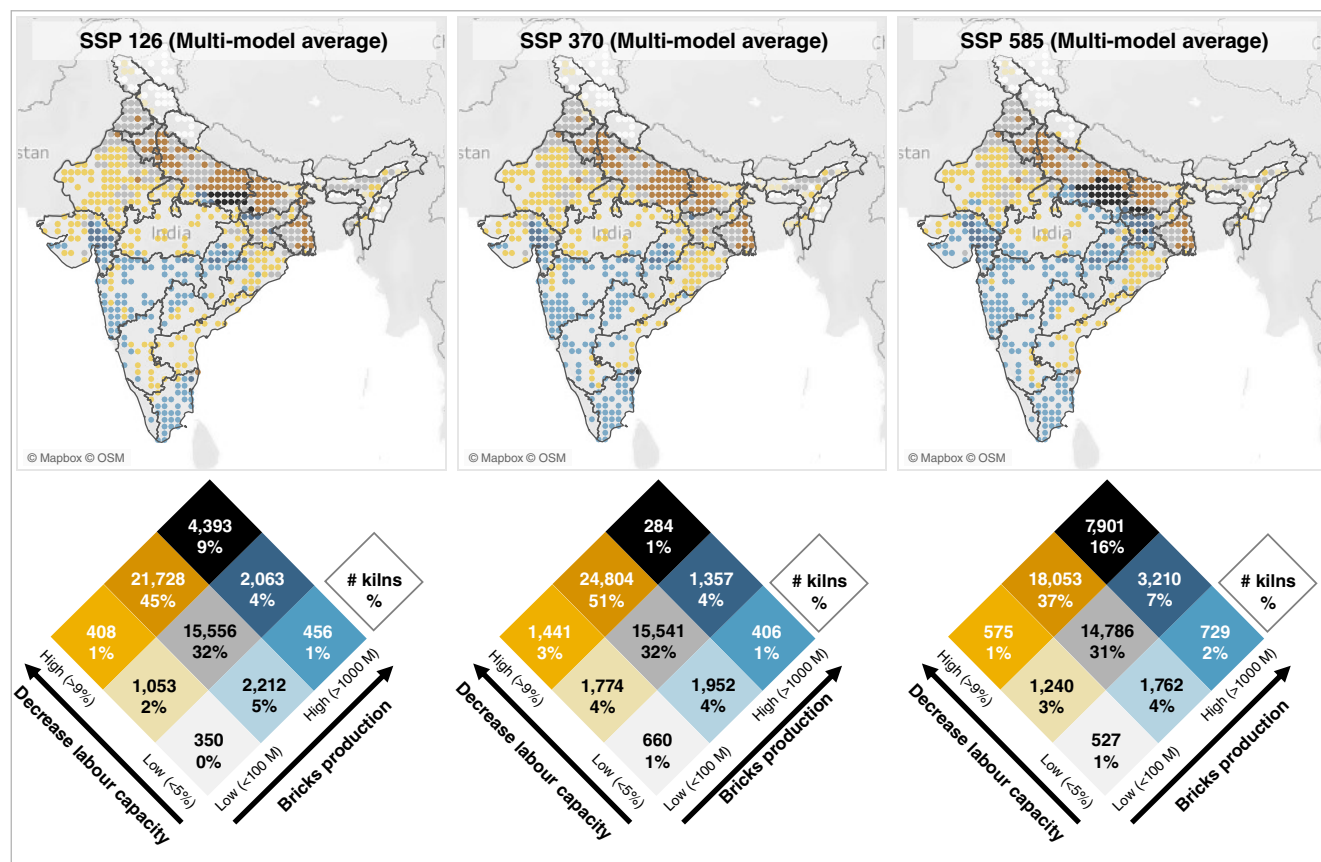 SSP 126 (Multi-model average)
Ch
stan
India
© Mapbox © OSM
SSP 370 (Multi-model average)
Ch
stan
India
© Mapbox © OSM
SSP 585 (Multi-model average)
Ch
stan
India
© Mapbox © OSM
4,393
9%
21,728
45%
2,063
4%
# kilns
%
408
1%
15,556
32%
456
1%
1,053
2%
2,212
5%
350
0%
High (>9%)
Decrease labour capacity
Low (<5%)
Low (<100 M)
Bricks production
High (>1000 M)
284
1%
24,804
51%
1,357
4%
# kilns
%
1,441
3%
15,541
32%
406
1%
1,774
4%
1,952
4%
660
1%
High (>9%)
Decrease labour capacity
Low (<5%)
Low (<100 M)
Bricks production
High (>1000 M)
7,901
16%
18,053
37%
3,210
7%
# kilns
%
575
1%
14,786
31%
729
2%
1,240
3%
1,762
4%
527
1%
High (>9%)
Decrease labour capacity
Low (<5%)
Low (<100 M)
Bricks production
High (>1000 M)